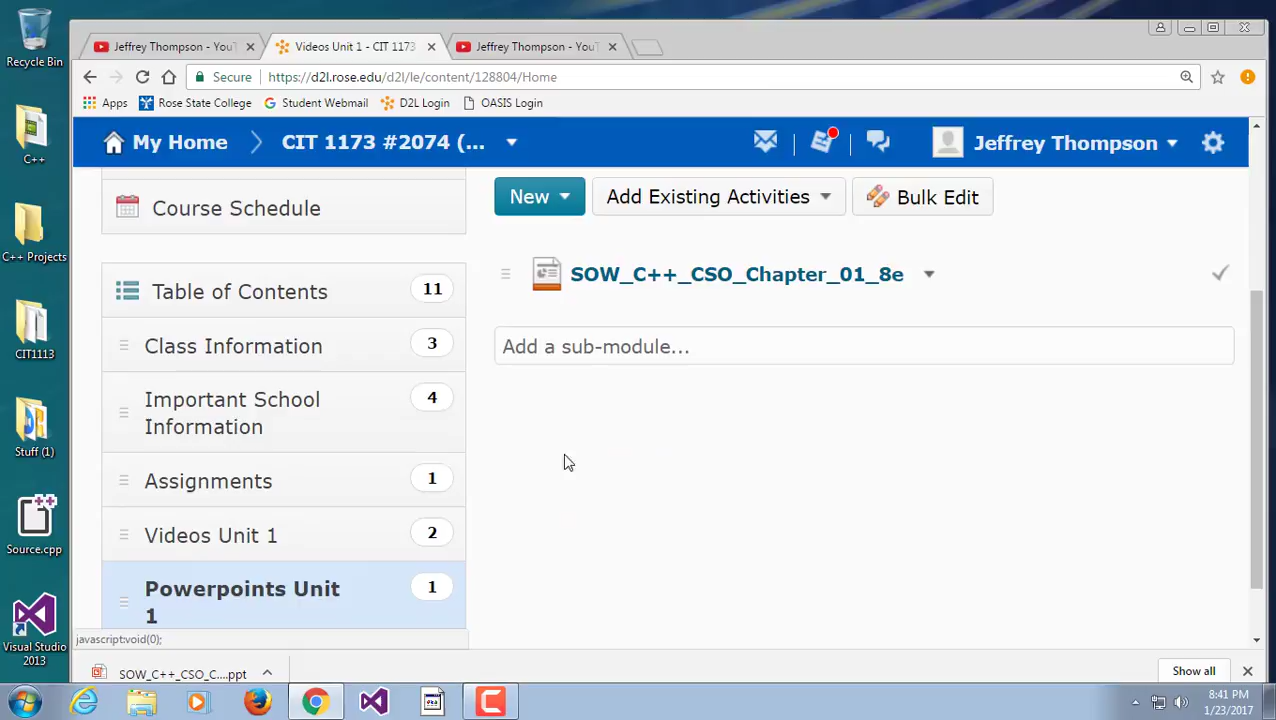 Recycle Bin
C++
C++ Projects
CIT1113
Stuff (1)
Source.cpp
Visual Studio
2013
Jeffrey Thompson - YouT
Videos Unit 1 - CIT 1173
Jeffrey Thompson - YouT
Secure
https://d2l.rose.edu/d2l/le/content/128804/Home
Apps
Rose State College
Student Webmail
D2L Login
OASIS Login
My Home
CIT 1173 #2074 (...
Jeffrey Thompson
Course Schedule
New
Add Existing Activities
Bulk Edit
SOW_C++_CSO_Chapter_01_8e
Add a sub-module...
Table of Contents 11
Class Information 3
Important School 4
Information
Assignments 1
Videos Unit 1 2
Powerpoints Unit 1
1
javascript:void(0);
SOW_C++_CSO_C....ppt
Show all
8:41 PM
1/23/2017